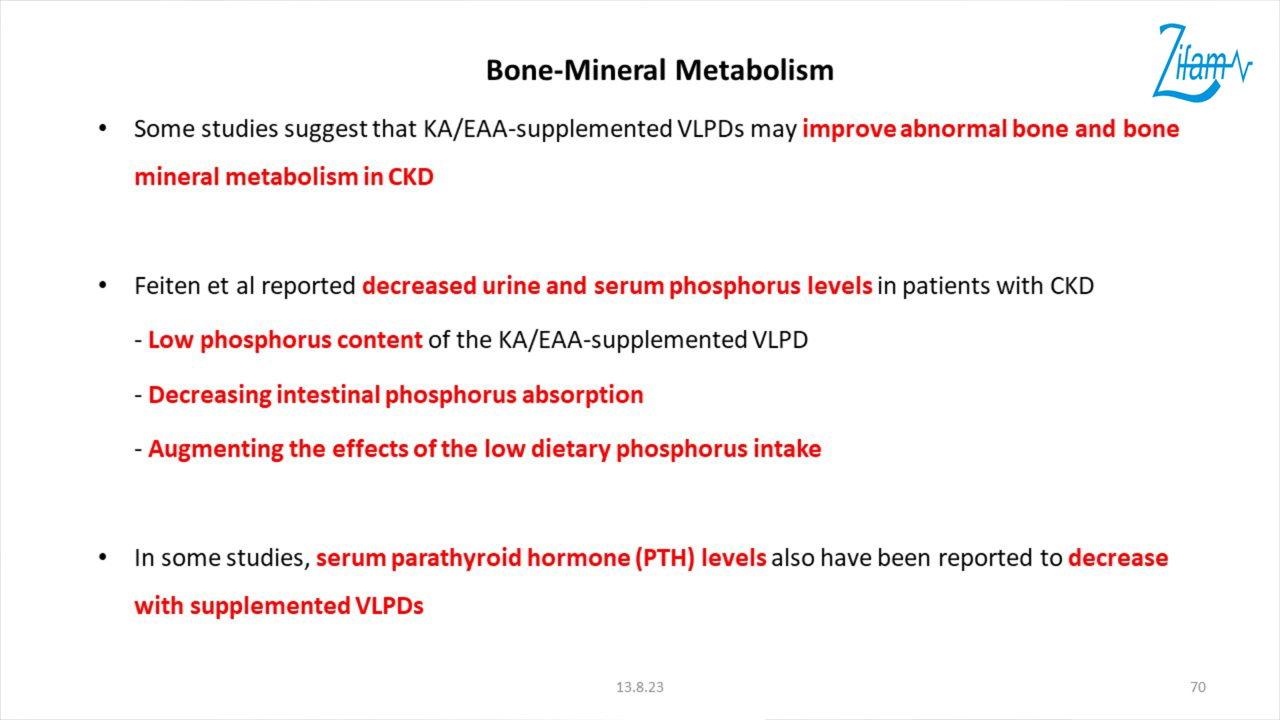 Zifam
Bone-Mineral Metabolism
• Some studies suggest that KA/EAA-supplemented VLPDs may improve abnormal bone and bone
mineral metabolism in CKD
• Feiten et al reported decreased urine and serum phosphorus levels in patients with CKD
- Low phosphorus content of the KA/EAA-supplemented VLPD
- Decreasing intestinal phosphorus absorption
- Augmenting the effects of the low dietary phosphorus intake
• In some studies, serum parathyroid hormone (PTH) levels also have been reported to decrease
with supplemented VLPDs
13.8.23
70